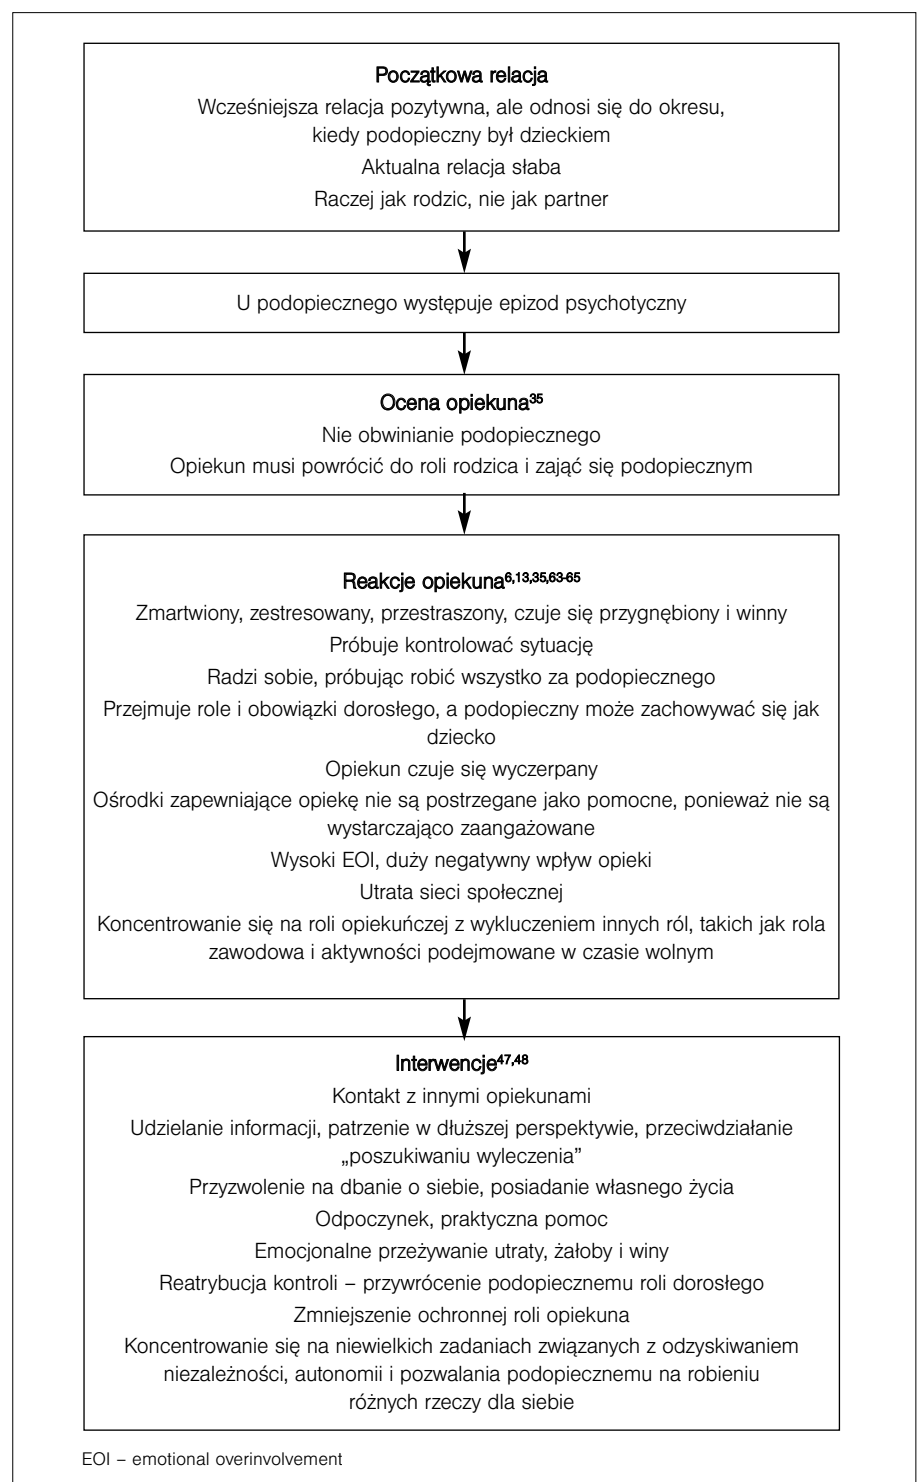 Początkowa relacja
Wcześniejsza relacja pozytywna, ale odnosi się do okresu,
kiedy podopieczny był dzieckiem
Aktualna relacja słaba
Raczej jak rodzic, nie jak partner
U podopiecznego występuje epizod psychotyczny
Ocena opiekuna35
Nie obwinianie podopiecznego
Opiekun musi powrócić do roli rodzica i zająć się podopiecznym
Reakcje opiekuna6,13,35,63-65
Zmartwiony, zestresowany, przestraszony, czuje się przygnębiony i winny
Próbuje kontrolować sytuację
Radzi sobie, próbując robić wszystko za podopiecznego
Przejmuje role i obowiązki dorosłego, a podopieczny może zachowywać się jak
dziecko
Opiekun czuje się wyczerpany
Ośrodki zapewniające opiekę nie są postrzegane jako pomocne, ponieważ nie są
wystarczająco zaangażowane
Wysoki EOI, duży negatywny wpływ opieki
Utrata sieci społecznej
Koncentrowanie się na roli opiekuńczej z wykluczeniem innych ról, takich jak rola
zawodowa i aktywności podejmowane w czasie wolnym
Interwencje47,48
Kontakt z innymi opiekunami
Udzielanie informacji, patrzenie w dłuższej perspektywie, przeciwdziałanie
„poszukiwaniu wyleczenia”
Przyzwolenie na dbanie o siebie, posiadanie własnego życia
Odpoczynek, praktyczna pomoc
Emocjonalne przeżywanie utraty, żałoby i winy
Reatrybucja kontroli – przywrócenie podopiecznemu roli dorosłego
Zmniejszenie ochronnej roli opiekuna
Koncentrowanie się na niewielkich zadaniach związanych z odzyskiwaniem
niezależności, autonomii i pozwalania podopiecznemu na robieniu
różnych rzeczy dla siebie
EOI – emotional overinvolvement